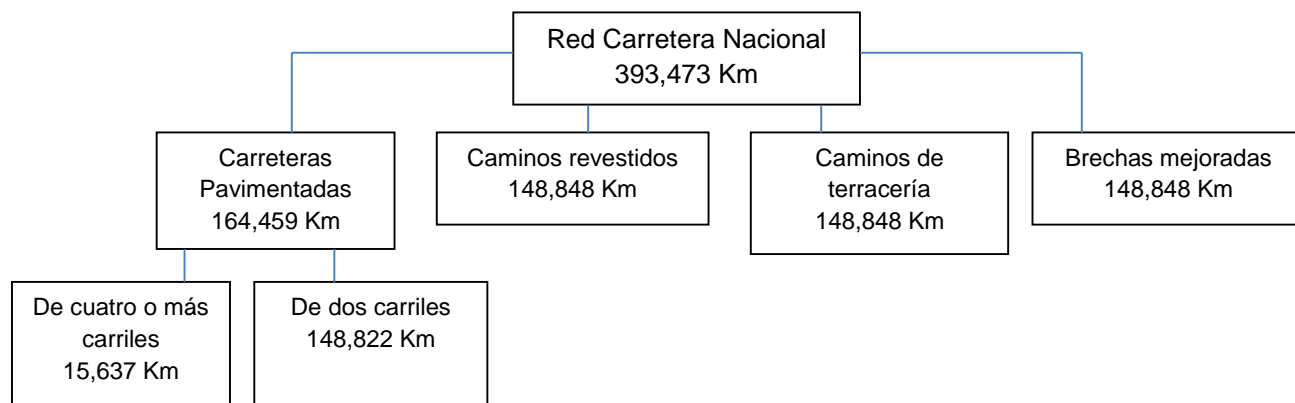 Red Carretera Nacional
393,473 Km
Carreteras
Pavimentadas
164,459 Km
Caminos revestidos
148,848 Km
Caminos de
terracería
148,848 Km
Brechas mejoradas
148,848 Km
De cuatro o más
carriles
15,637 Km
De dos carriles
148,822 Km